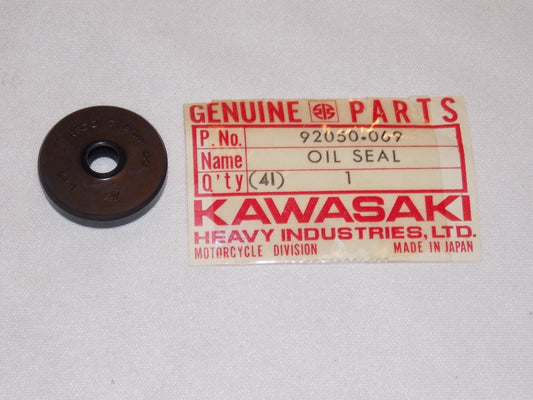 GENUINE PARTS
P. No. 92050-069
Name OIL SEAL
Q'ty (41) 1
KAWASAKI
HEAVY INDUSTRIES, LTD.
MOTORCYCLE DIVISION MADE IN JAPAN